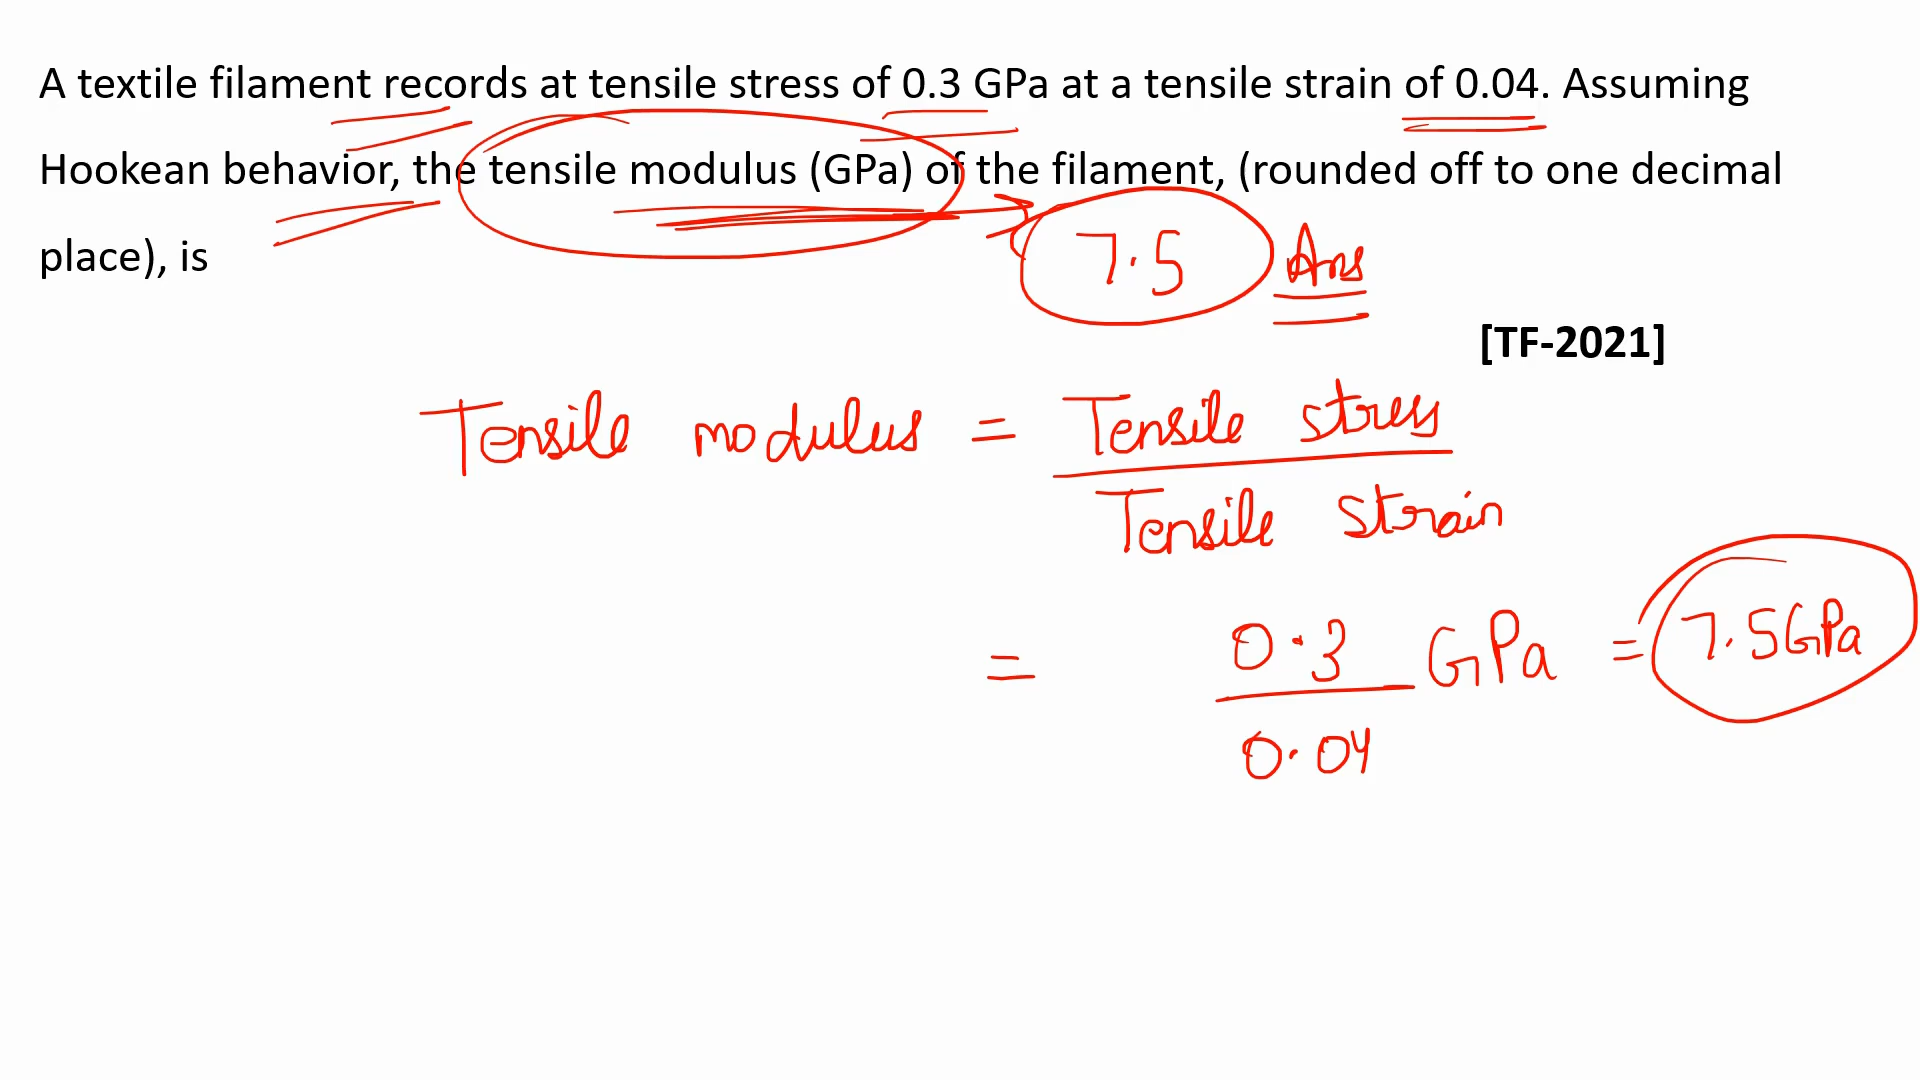 A textile filament records at tensile stress of 0.3 GPa at a tensile strain of 0.04. Assuming
Hookean behavior, the tensile modulus (GPa) of the filament, (rounded off to one decimal
place), is
7.5 Ans
[TF-2021]
Tensile modulus = Tensile stress
Tensile strain
= 0.3 GPa = 7.5GPa
0.04